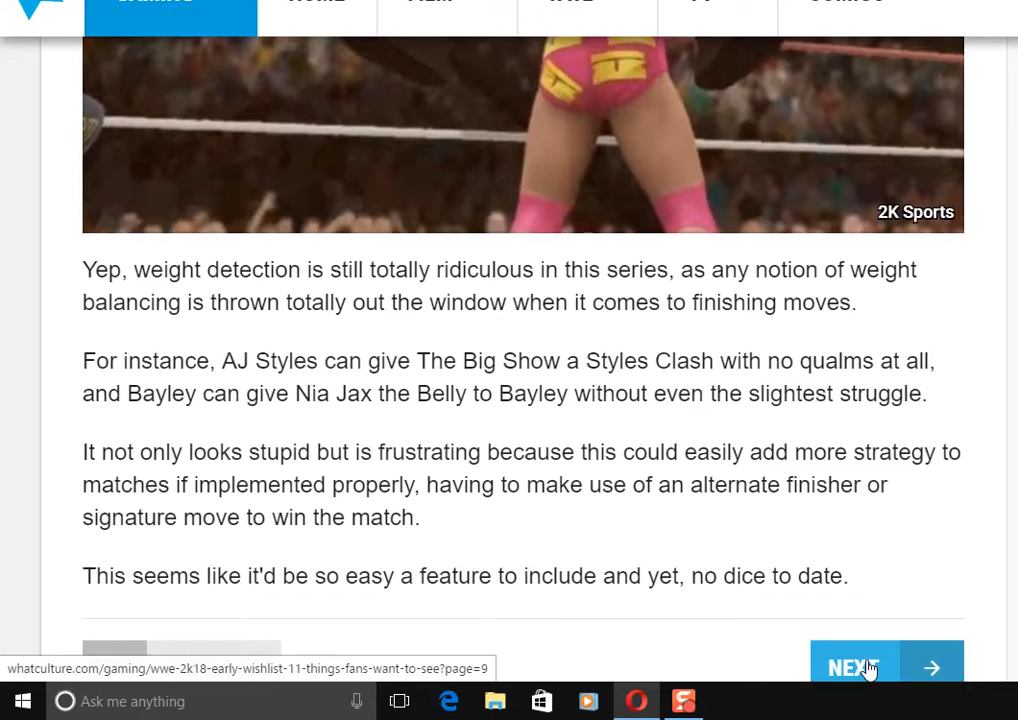 2K Sports
Yep, weight detection is still totally ridiculous in this series, as any notion of weight
balancing is thrown totally out the window when it comes to finishing moves.
For instance, AJ Styles can give The Big Show a Styles Clash with no qualms at all,
and Bayley can give Nia Jax the Belly to Bayley without even the slightest struggle.
It not only looks stupid but is frustrating because this could easily add more strategy to
matches if implemented properly, having to make use of an alternate finisher or
signature move to win the match.
This seems like it'd be so easy a feature to include and yet, no dice to date.
whatculture.com/gaming/wwe-2k18-early-wishlist-11-things-fans-want-to-see?page=9
NEXT
Ask me anything